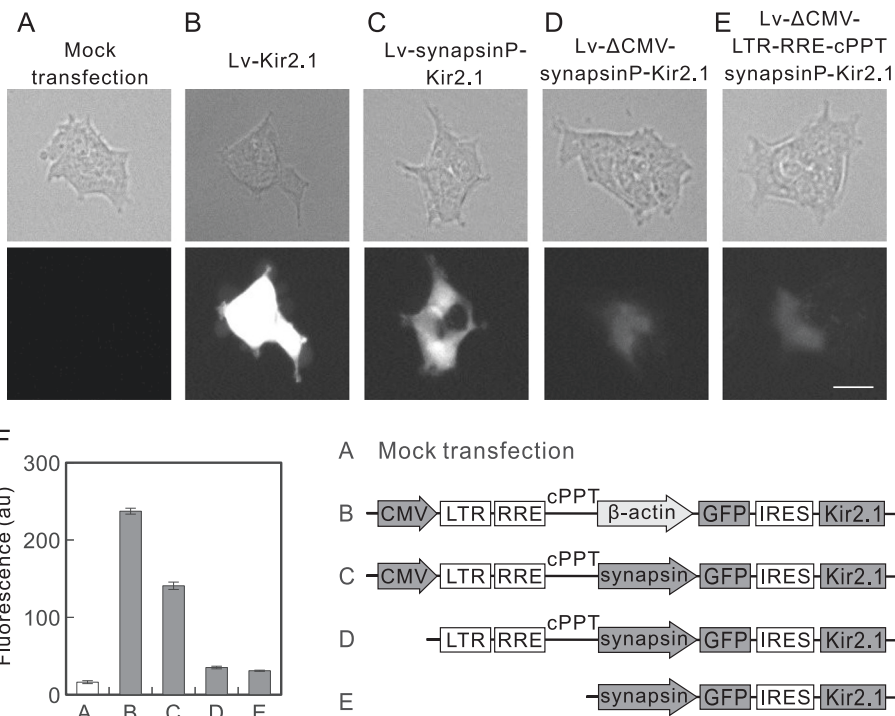 A
Mock
transfection
B
Lv-Kir2.1
C
Lv-synapsinP-
Kir2.1
D
Lv-ΔCMV-
synapsinP-Kir2.1
E
Lv-ΔCMV-
LTR-RRE-cPPT
synapsinP-Kir2.1
F
Fluorescence (au)
300
200
100
0
A B C D E
A Mock transfection
cPPT
B CMV LTR RRE β-actin GFP IRES Kir2.1
cPPT
C CMV LTR RRE synapsin GFP IRES Kir2.1
cPPT
D LTR RRE synapsin GFP IRES Kir2.1
E synapsin GFP IRES Kir2.1